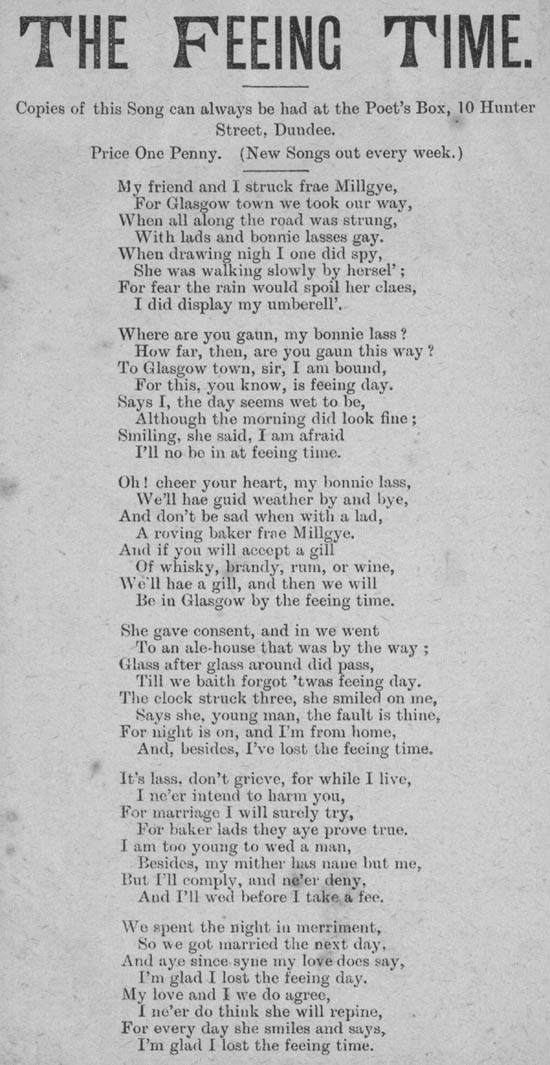 THE FEEING TIME.
Copies of this Song can always be had at the Poet's Box, 10 Hunter
Street, Dundee.
Price One Penny. (New Songs out every week.)
My friend and I struck frae Millgye,
For Glasgow town we took our way,
When all along the road was strung,
With lads and bonnie lasses gay.
When drawing nigh I one did spy,
She was walking slowly by hersel' ;
For fear the rain would spoil her claes,
I did display my umberell'.
Where are you gaun, my bonnie lass ?
How far, then, are you gaun this way ?
To Glasgow town, sir, I am bound,
For this, you know, is feeing day.
Says I, the day seems wet to be,
Although the morning did look fine ;
Smiling, she said, I am afraid
I'll no be in at feeing time.
Oh ! cheer your heart, my bonnie lass,
We'll hae guid weather by and bye,
And don't be sad when with a lad,
A roving baker frae Millgye.
And if you will accept a gill
Of whisky, brandy, rum, or wine,
We'll hae a gill, and then we will
Be in Glasgow by the feeing time.
She gave consent, and in we went
To an ale-house that was by the way ;
Glass after glass around did pass,
Till we baith forgot 'twas feeing day.
The clock struck three, she smiled on me,
Says she, young man, the fault is thine,
For night is on, and I'm from home,
And, besides, I've lost the feeing time.
It's lass, don't grieve, for while I live,
I ne'er intend to harm you,
For marriage I will surely try,
For baker lads they aye prove true.
I am too young to wed a man,
Besides, my mither has nane but me,
But I'll comply, and ne'er deny,
And I'll wed before I take a fee.
We spent the night in merriment,
So we got married the next day,
And aye since syne my love does say,
I'm glad I lost the feeing day.
My love and I we do agree,
I ne'er do think she will repine,
For every day she smiles and says,
I'm glad I lost the feeing time.